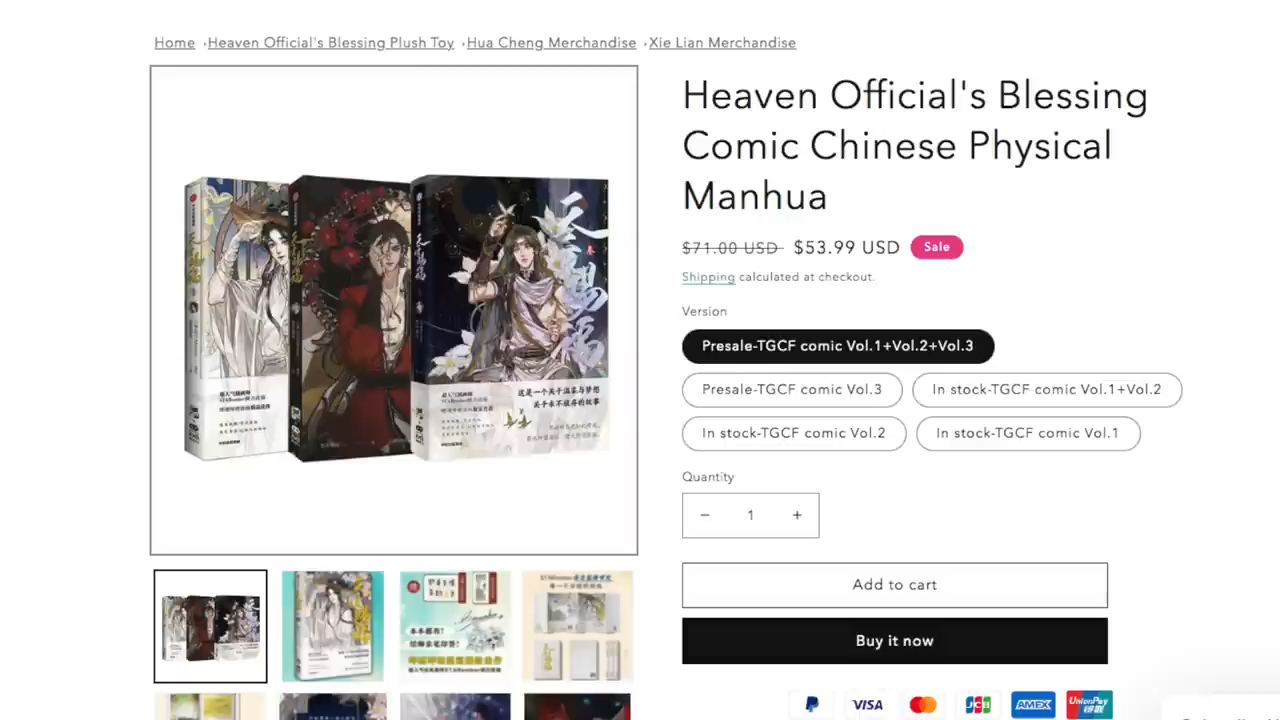 Home › Heaven Official's Blessing Plush Toy › Hua Cheng Merchandise › Xie Lian Merchandise
Heaven Official's Blessing
Comic Chinese Physical
Manhua
$71.00 USD $53.99 USD Sale
Shipping calculated at checkout.
Version
Presale-TGCF comic Vol.1+Vol.2+Vol.3
Presale-TGCF comic Vol.3
In stock-TGCF comic Vol.1+Vol.2
In stock-TGCF comic Vol.2
In stock-TGCF comic Vol.1
Quantity
− 1 +
Add to cart
Buy it now
VISA
JCB
AMEX
UnionPay
天官赐福
这是一个关于温柔与梦想
关于永不放弃的故事